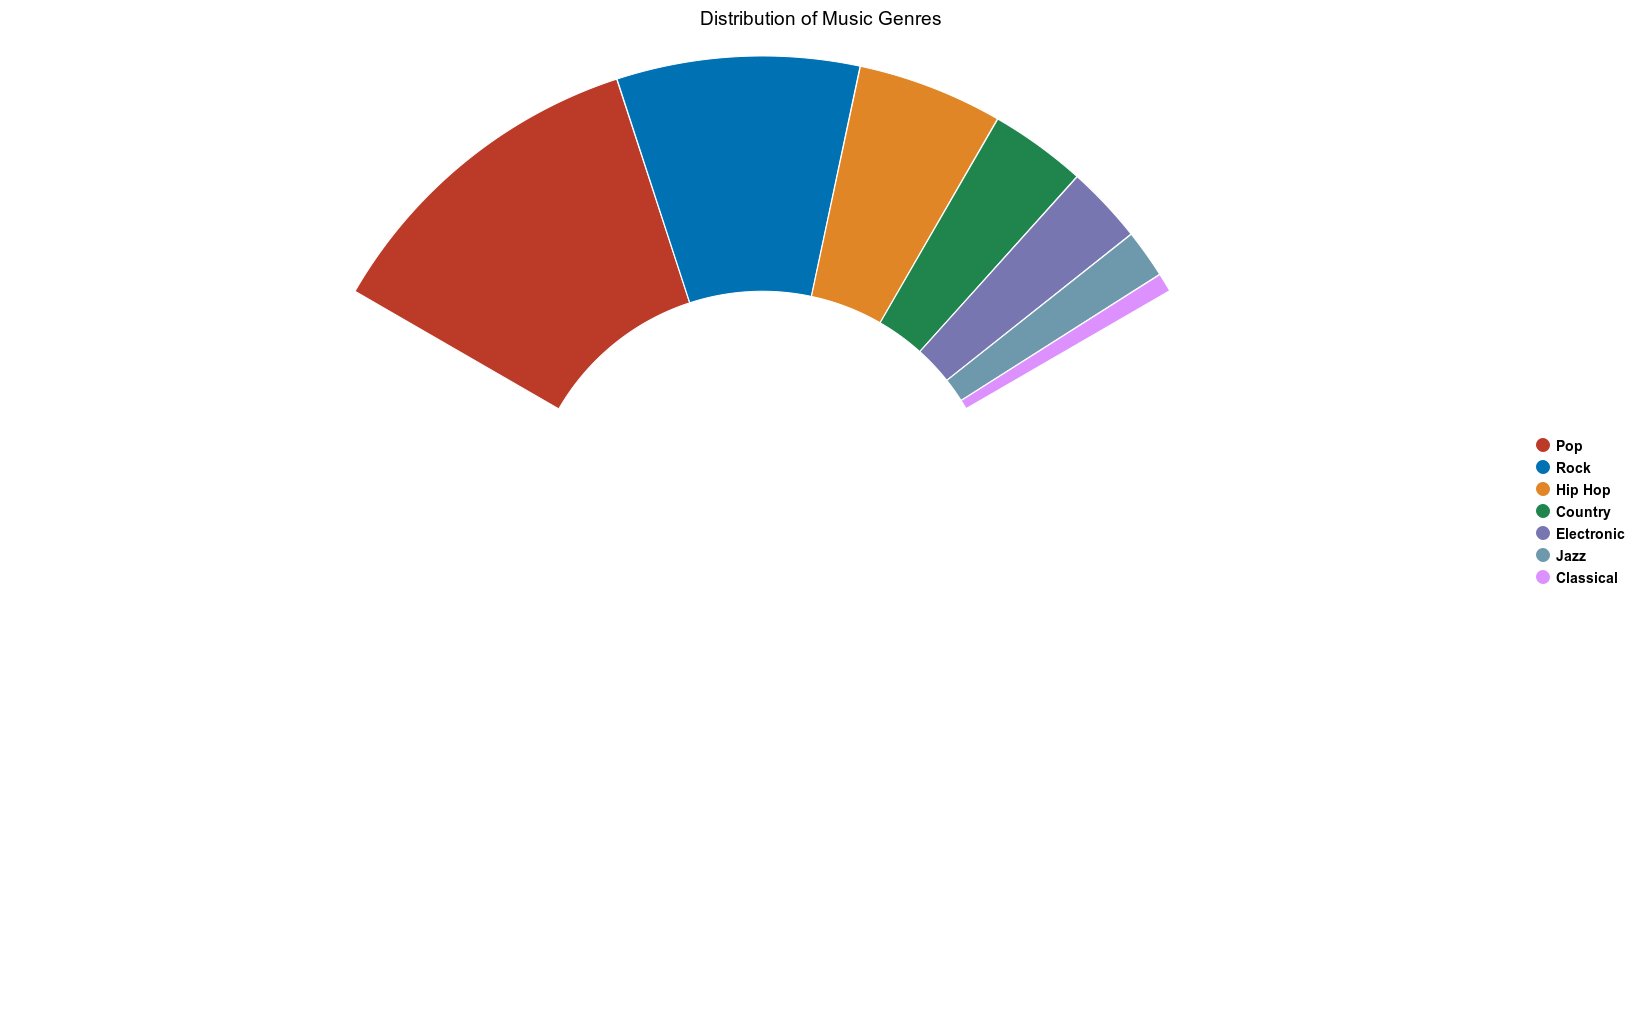 Distribution of Music Genres
Pop
Rock
Hip Hop
Country
Electronic
Jazz
Classical